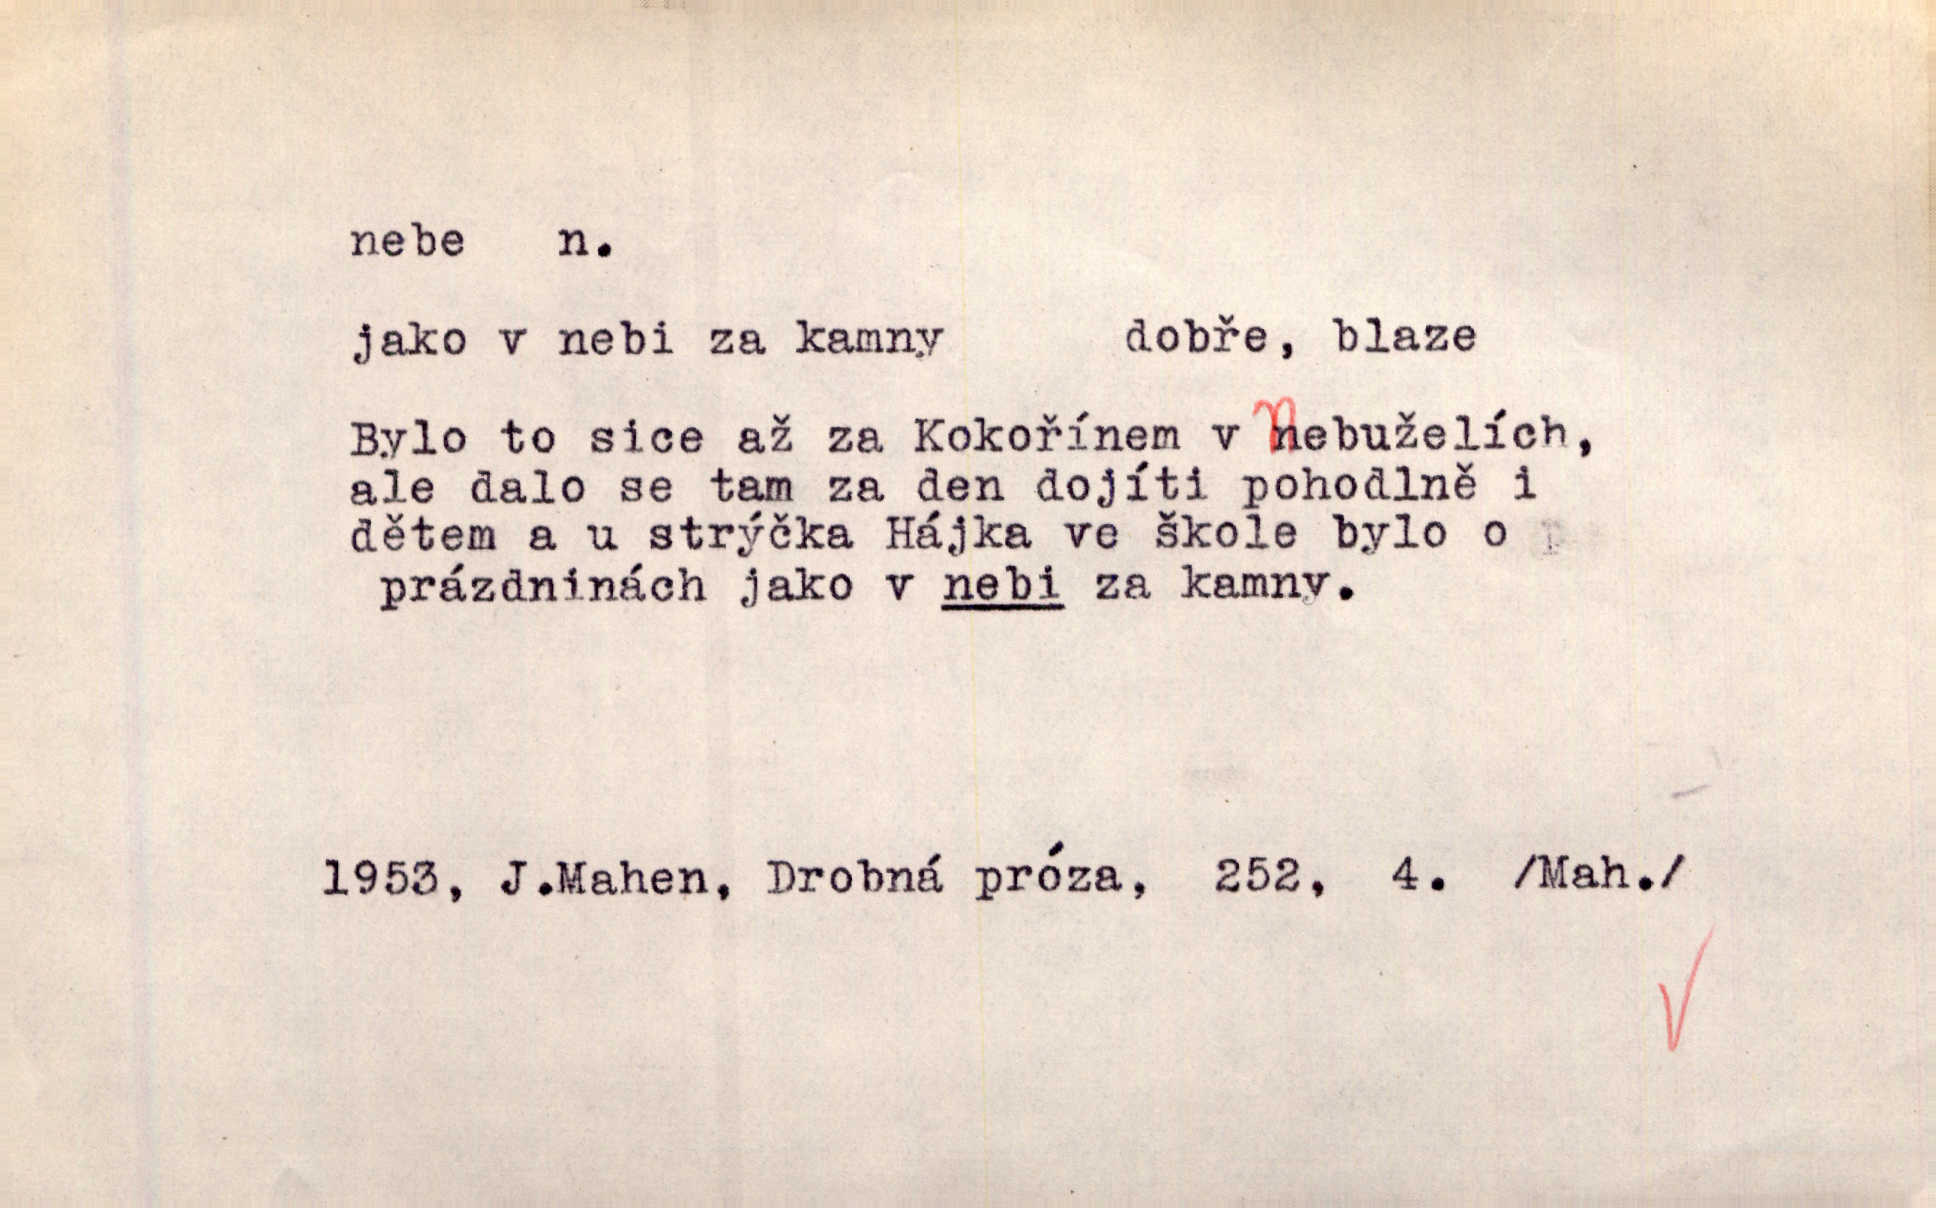 nebe n.
jako v nebi za kamny dobře, blaze
Bylo to sice až za Kokořínem v Nebuželích,
ale dalo se tam za den dojíti pohodlně i
dětem a u strýčka Hájka ve škole bylo o
prázdninách jako v nebi za kamny.
1953, J.Mahen, Drobná próza, 252, 4. /Mah./